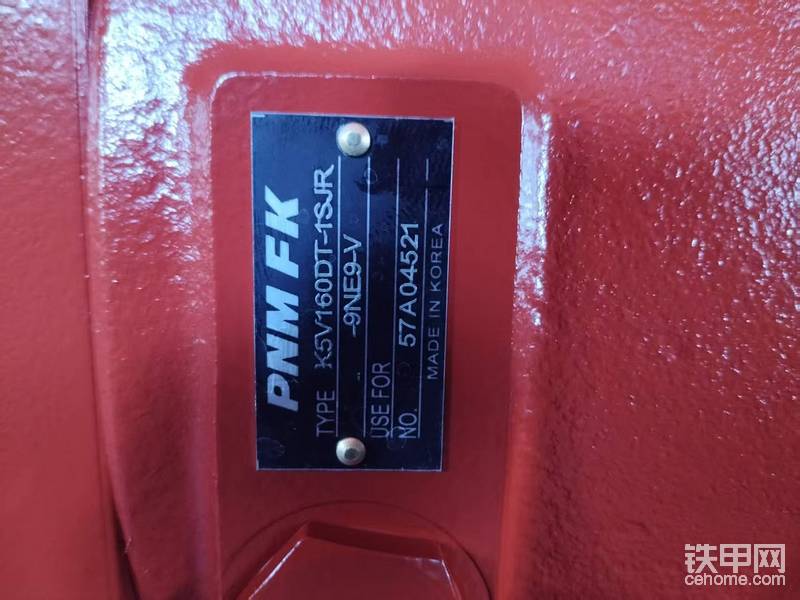 PNM FK
TYPE K5V160DT-1SJR
-9NE9-V
USE FOR
NO. 57A04521
MADE IN KOREA
铁甲网
cehome.com